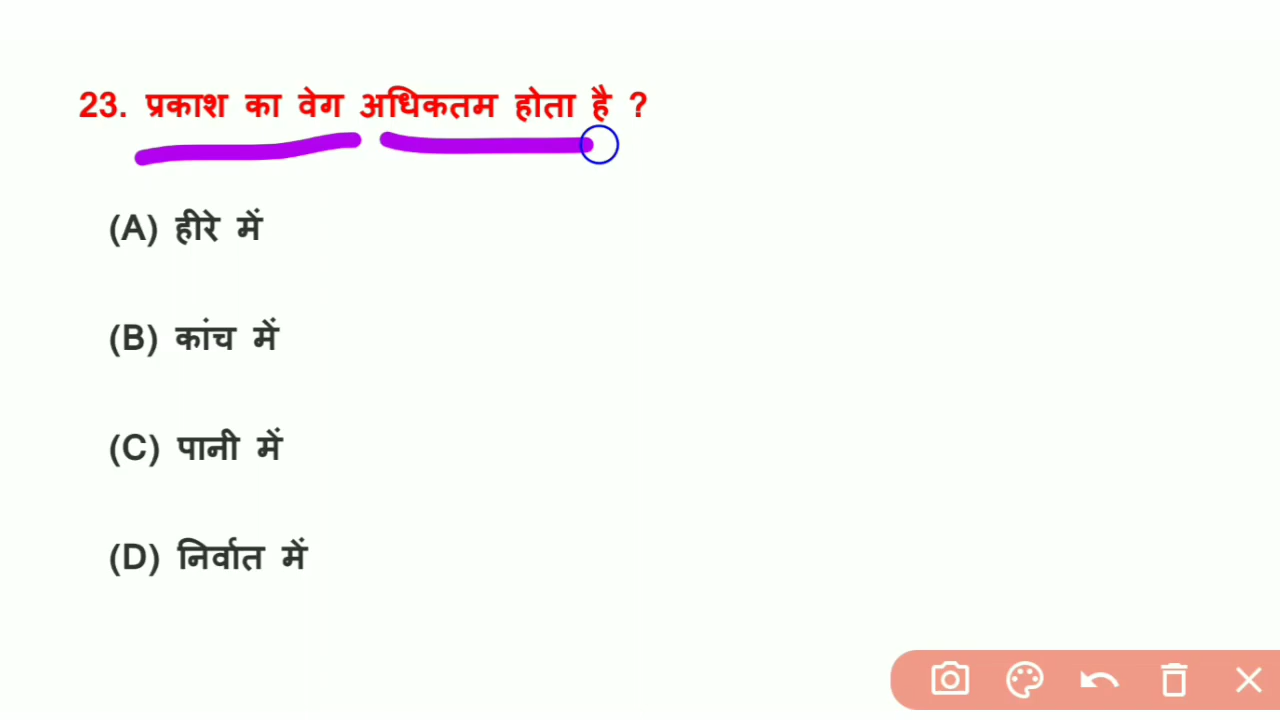 23. प्रकाश का वेग अधिकतम होता है ?
(A) हीरे में
(B) कांच में
(C) पानी में
(D) निर्वात में